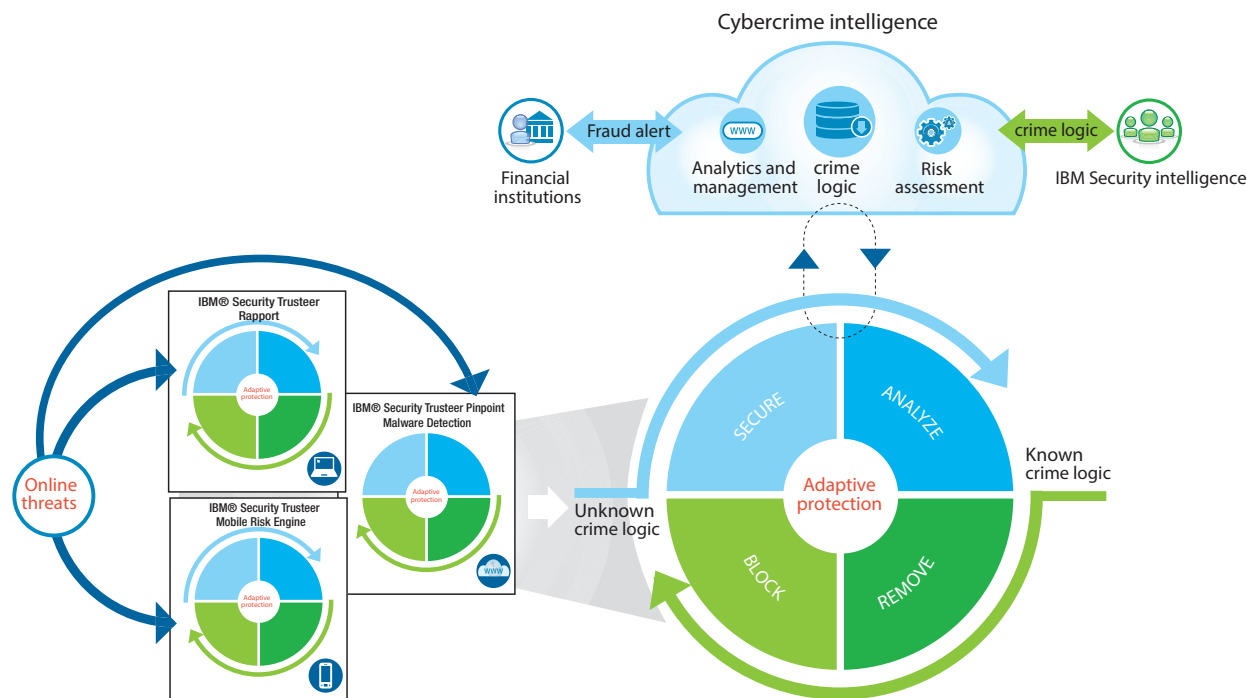 Cybercrime intelligence
Fraud alert
www
crime logic
Financial
institutions
Analytics and
management
crime
logic
Risk
assessment
IBM Security intelligence
IBM® Security Trusteer
Rapport
Adaptive
protection
IBM® Security Trusteer Pinpoint
Malware Detection
Adaptive
protection
www
Online
threats
IBM® Security Trusteer
Mobile Risk Engine
Adaptive
protection
Unknown
crime logic
SECURE
ANALYZE
Adaptive
protection
BLOCK
REMOVE
Known
crime logic